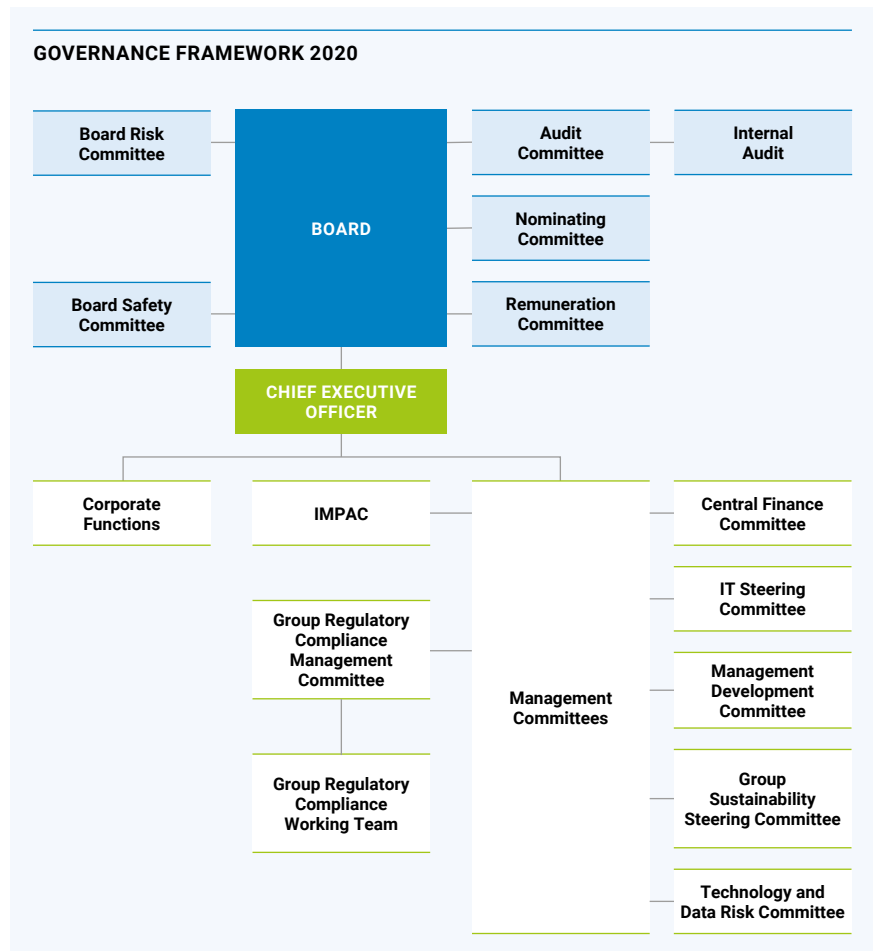 GOVERNANCE FRAMEWORK 2020
Board Risk
Committee
BOARD
Audit
Committee
Internal
Audit
Nominating
Committee
Board Safety
Committee
Remuneration
Committee
CHIEF EXECUTIVE
OFFICER
Corporate
Functions
IMPAC
Management
Committees
Central Finance
Committee
IT Steering
Committee
Group Regulatory
Compliance
Management
Committee
Management
Development
Committee
Group Regulatory
Compliance
Working Team
Group
Sustainability
Steering Committee
Technology and
Data Risk Committee